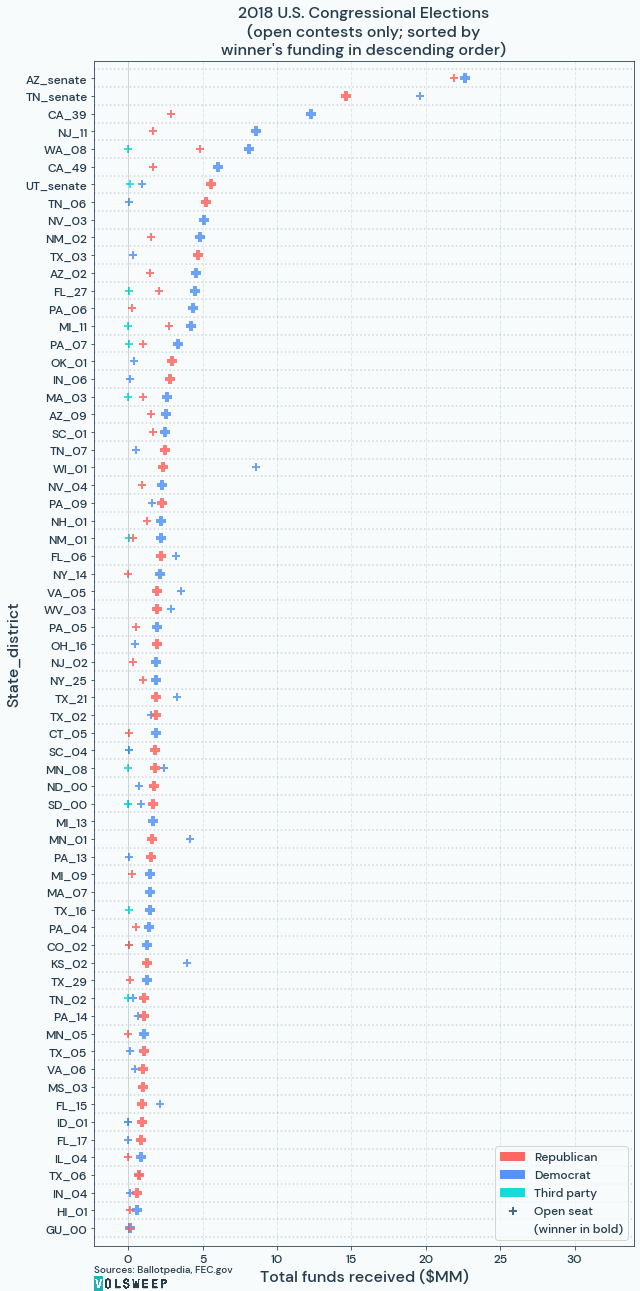 2018 U.S. Congressional Elections
(open contests only; sorted by
winner's funding in descending order)
State_district
AZ_senate
TN_senate
CA_39
NJ_11
WA_08
CA_49
UT_senate
TN_06
NV_03
NM_02
TX_03
AZ_02
FL_27
PA_06
MI_11
PA_07
OK_01
IN_06
MA_03
AZ_09
SC_01
TN_07
WI_01
NV_04
PA_09
NH_01
NM_01
FL_06
NY_14
VA_05
WV_03
PA_05
OH_16
NJ_02
NY_25
TX_21
TX_02
CT_05
SC_04
MN_08
ND_00
SD_00
MI_13
MN_01
PA_13
MI_09
MA_07
TX_16
PA_04
CO_02
KS_02
TX_29
TN_02
PA_14
MN_05
TX_05
VA_06
MS_03
FL_15
ID_01
FL_17
IL_04
TX_06
IN_04
HI_01
GU_00
Republican
Democrat
Third party
Open seat
(winner in bold)
0 5 10 15 20 25 30
Total funds received ($MM)
Sources: Ballotpedia, FEC.gov
VOLSWEEP